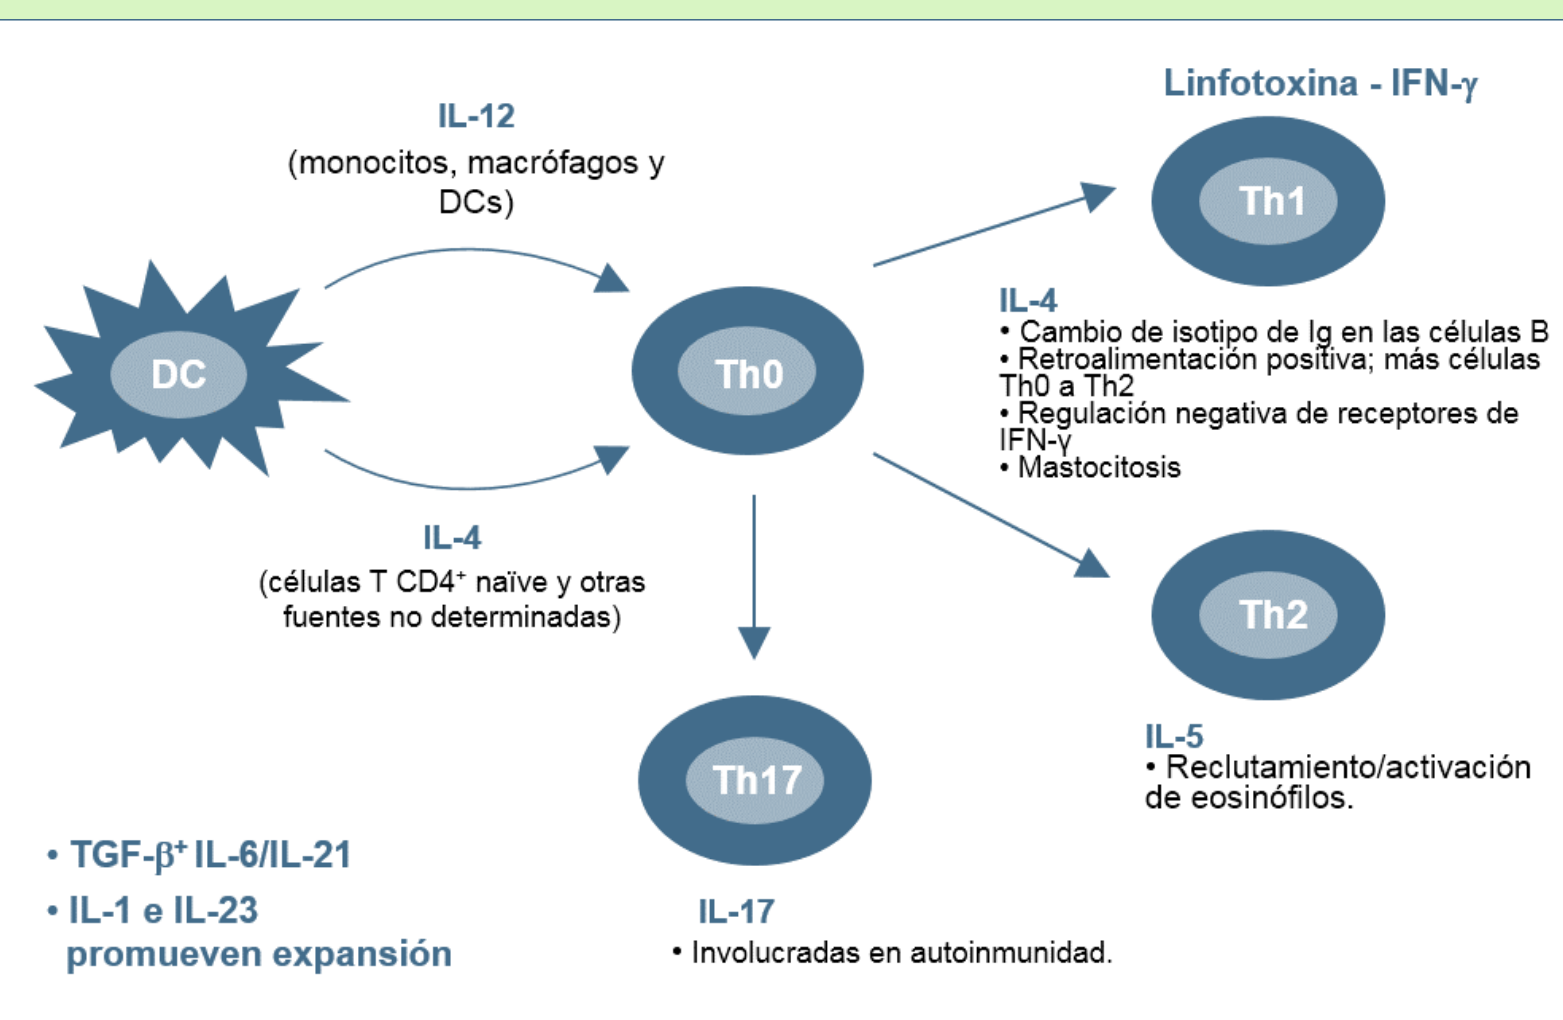 Linfotoxina - IFN-γ
IL-12
(monocitos, macrófagos y
DCs)
Th1
DC
Th0
IL-4
• Cambio de isotipo de Ig en las células B
• Retroalimentación positiva; más células
Th0 a Th2
• Regulación negativa de receptores de
IFN-γ
• Mastocitosis
IL-4
(células T CD4⁺ naïve y otras
fuentes no determinadas)
Th2
IL-5
• Reclutamiento/activación
de eosinófilos.
Th17
• TGF-β⁺ IL-6/IL-21
• IL-1 e IL-23
promueven expansión
IL-17
• Involucradas en autoinmunidad.